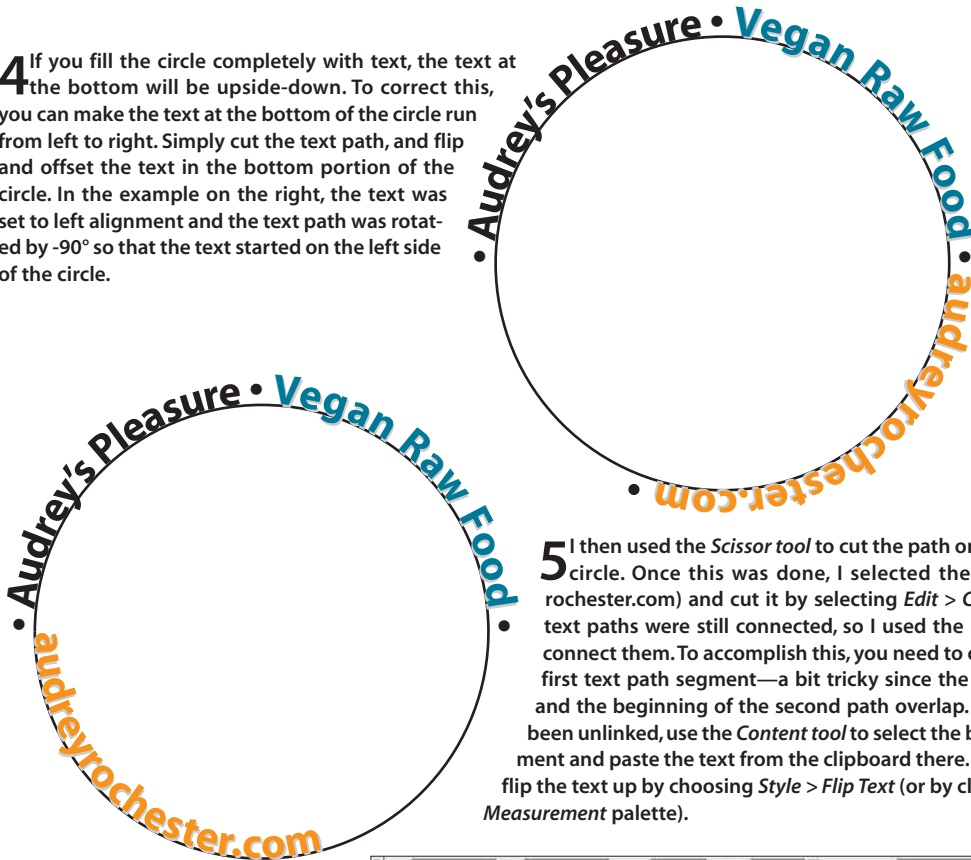 4 If you fill the circle completely with text, the text at
the bottom will be upside-down. To correct this,
you can make the text at the bottom of the circle run
from left to right. Simply cut the text path, and flip
and offset the text in the bottom portion of the
circle. In the example on the right, the text was
set to left alignment and the text path was rotat-
ed by -90° so that the text started on the left side
of the circle.
• Audrey's Pleasure • Vegan Raw Food • audreyrochester.com •
• Audrey's Pleasure • Vegan Raw Food •
audreyrochester.com
5 I then used the Scissor tool to cut the path on
circle. Once this was done, I selected the
rochester.com) and cut it by selecting Edit >
text paths were still connected, so I used the
connect them. To accomplish this, you need to
first text path segment—a bit tricky since the
and the beginning of the second path overlap.
been unlinked, use the Content tool to select the
ment and paste the text from the clipboard there.
flip the text up by choosing Style > Flip Text (or by
Measurement palette).